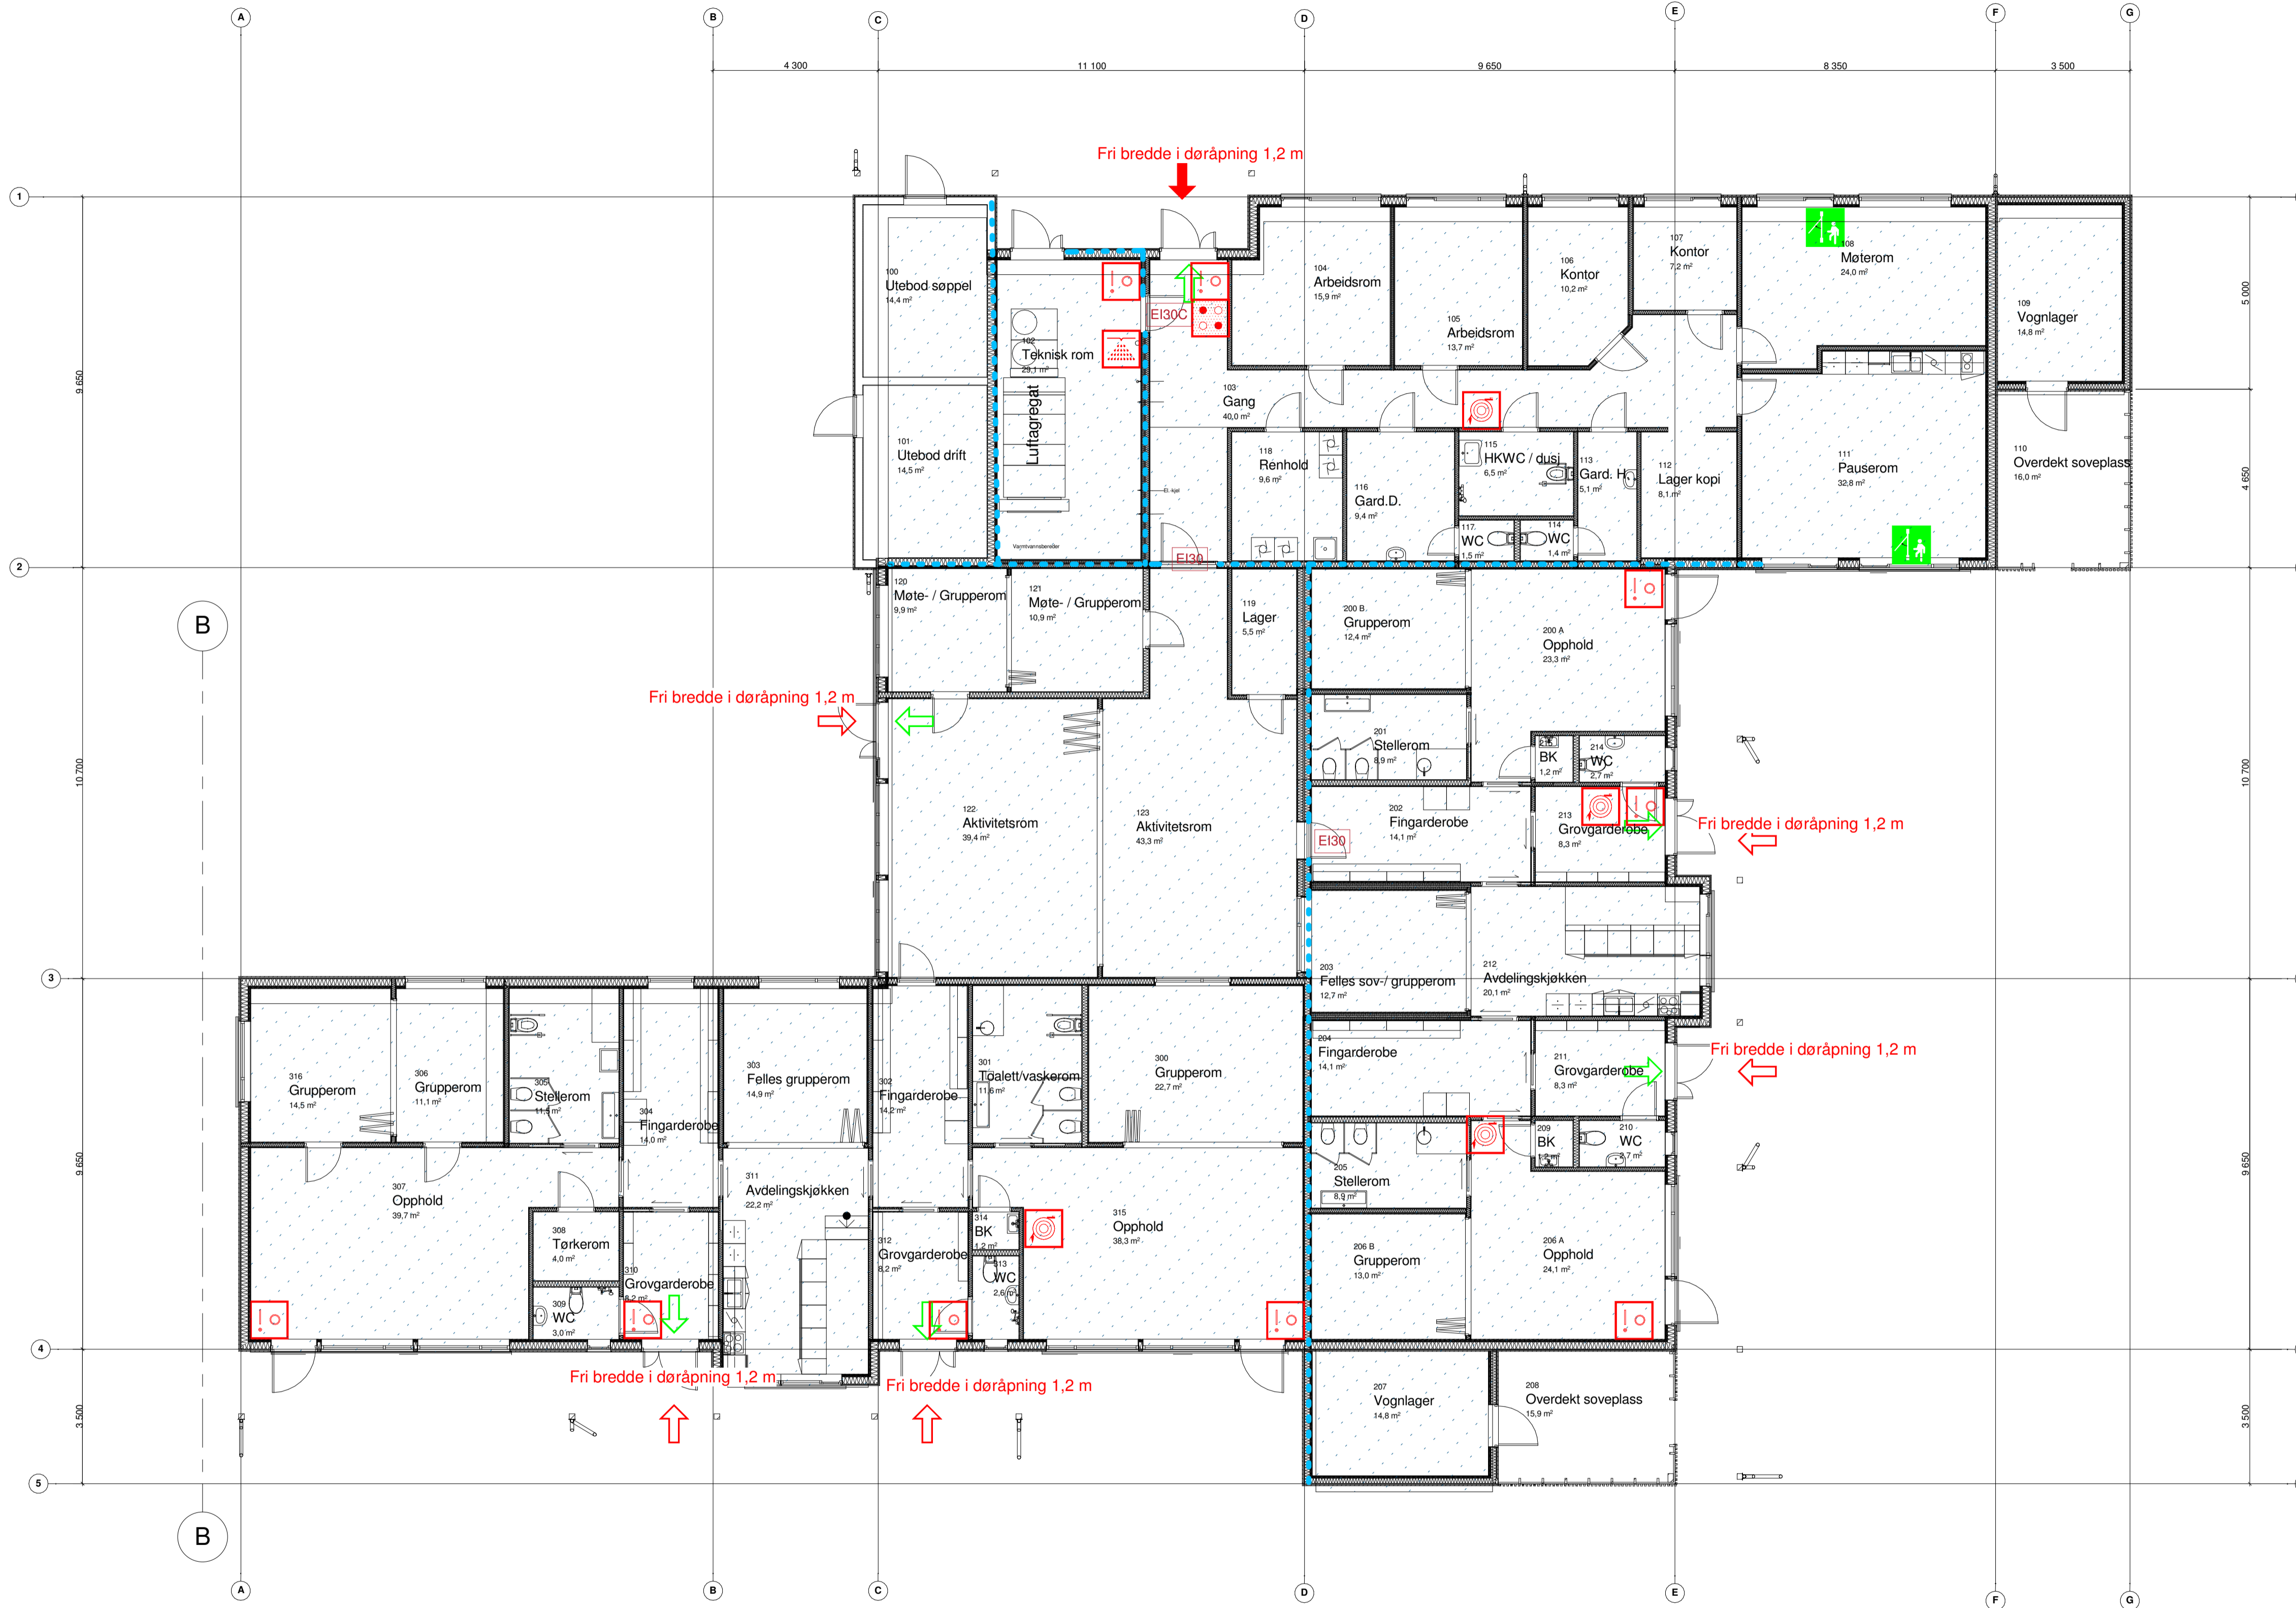 A
B
C
D
E
F
G
4 300
11 100
9 650
8 350
3 500
Fri bredde i døråpning 1,2 m
1
100
Utebod søppel
14,4 m²
102
Teknisk rom
29,1 m²
Luftagregat
EI30C
104
Arbeidsrom
15,9 m²
105
Arbeidsrom
13,7 m²
106
Kontor
10,2 m²
107
Kontor
7,2 m²
108
Møterom
24,0 m²
109
Vognlager
14,8 m²
5 000
9 650
103
Gang
40,0 m²
101
Utebod drift
14,5 m²
118
Renhold
9,6 m²
116
Gard.D.
9,4 m²
115
HKWC / dusj
6,5 m²
113
Gard. H.
5,1 m²
112
Lager kopi
8,1 m²
111
Pauserom
32,8 m²
110
Overdekt soveplass
16,0 m²
4 650
117
WC
1,5 m²
114
WC
1,4 m²
Varmtvannsbereder
EI30
2
120
Møte- / Grupperom
9,9 m²
121
Møte- / Grupperom
10,9 m²
119
Lager
5,5 m²
200 B
Grupperom
12,4 m²
200 A
Opphold
23,3 m²
B
Fri bredde i døråpning 1,2 m
201
Stellerom
8,9 m²
215
BK
1,2 m²
214
WC
2,7 m²
10 700
10 700
122
Aktivitetsrom
39,4 m²
123
Aktivitetsrom
43,3 m²
EI30
202
Fingarderobe
14,1 m²
213
Grovgarderobe
8,3 m²
Fri bredde i døråpning 1,2 m
203
Felles sov-/ grupperom
12,7 m²
212
Avdelingskjøkken
20,1 m²
3
316
Grupperom
14,5 m²
306
Grupperom
11,1 m²
305
Stellerom
11,5 m²
304
Fingarderobe
14,0 m²
303
Felles grupperom
14,9 m²
302
Fingarderobe
14,2 m²
301
Toalett/vaskerom
11,6 m²
300
Grupperom
22,7 m²
204
Fingarderobe
14,1 m²
211
Grovgarderobe
8,3 m²
Fri bredde i døråpning 1,2 m
209
BK
1,2 m²
210
WC
2,7 m²
9 650
9 650
307
Opphold
39,7 m²
311
Avdelingskjøkken
22,2 m²
205
Stellerom
8,9 m²
308
Tørkerom
4,0 m²
310
Grovgarderobe
8,2 m²
312
Grovgarderobe
8,2 m²
314
BK
1,2 m²
313
WC
2,6 m²
315
Opphold
38,3 m²
206 B
Grupperom
13,0 m²
206 A
Opphold
24,1 m²
309
WC
3,0 m²
4
Fri bredde i døråpning 1,2 m
Fri bredde i døråpning 1,2 m
207
Vognlager
14,8 m²
208
Overdekt soveplass
15,9 m²
3 500
3 500
5
B
A
B
C
D
E
F
G